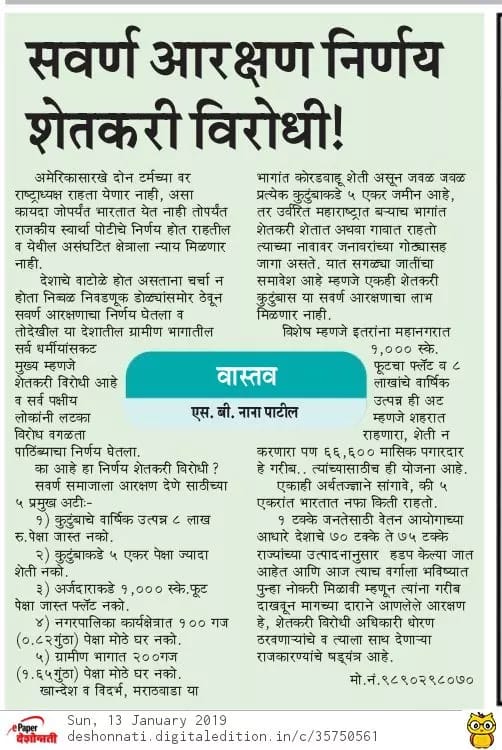 सवर्ण आरक्षण निर्णय
शेतकरी विरोधी!
अमेरिकासारखे दोन टर्मच्या वर
राष्ट्राध्यक्ष राहता येणार नाही, असा
कायदा जोपर्यंत भारतात येत नाही तोपर्यंत
राजकीय स्वार्था पोटीचे निर्णय होत राहतील
व येथील असंघटित क्षेत्राला न्याय मिळणार
नाही.
देशाचे वाटोळे होत असताना चर्चा न
होता निव्वळ निवडणूक डोळ्यांसमोर ठेवून
सवर्ण आरक्षणाचा निर्णय घेतला व
तोदेखील या देशातील ग्रामीण भागातील
सर्व धर्मीयांसकट
मुख्य म्हणजे
शेतकरी विरोधी आहे
व सर्व पक्षीय
लोकांनी लटका
विरोध वगळता
पाठिंब्याचा निर्णय घेतला.
का आहे हा निर्णय शेतकरी विरोधी ?
सवर्ण समाजाला आरक्षण देणे साठीच्या
५ प्रमुख अटी:-
१) कुटुंबाचे वार्षिक उत्पन्न ८ लाख
रु.पेक्षा जास्त नको.
२) कुटुंबाकडे ५ एकर पेक्षा ज्यादा
शेती नको.
३) अर्जदाराकडे १,००० स्के.फूट
पेक्षा जास्त फ्लॅट नको.
४) नगरपालिका कार्यक्षेत्रात १०० गज
(०.८२गुंठा) पेक्षा मोठे घर नको.
५) ग्रामीण भागात २००गज
(१.६५गुंठा) पेक्षा मोठे घर नको.
खान्देश व विदर्भ, मराठवाडा या
वास्तव
एस. बी. नाना पाटील
भागांत कोरडवाहू शेती असून जवळ जवळ
प्रत्येक कुटुंबाकडे ५ एकर जमीन आहे,
तर उर्वरित महाराष्ट्रात बऱ्याच भागांत
शेतकरी शेतात अथवा गावात राहतो
त्याच्या नावावर जनावरांच्या गोठ्यासह
जागा असते. यात सगळ्या जातींचा
समावेश आहे म्हणजे एकही शेतकरी
कुटुंबास या सवर्ण आरक्षणाचा लाभ
मिळणार नाही.
विशेष म्हणजे इतरांना महानगरात
१,००० स्के.
फूटचा फ्लॅट व ८
लाखांचे वार्षिक
उत्पन्न ही अट
म्हणजे शहरात
राहणारा, शेती न
करणारा पण ६६,६०० मासिक पगारदार
हे गरीब.. त्यांच्यासाठीच ही योजना आहे.
एकाही अर्थतज्ज्ञाने सांगावे, की ५
एकरांत भारतात नफा किती राहतो.
१ टक्के जनतेसाठी वेतन आयोगाच्या
आधारे देशाचे ७० टक्के ते ७५ टक्के
राज्यांच्या उत्पादनानुसार हडप केल्या जात
आहेत आणि आज त्याच वर्गाला भविष्यात
पुन्हा नोकरी मिळावी म्हणून त्यांना गरीब
दाखवून मागच्या दाराने आणलेले आरक्षण
हे, शेतकरी विरोधी अधिकारी धोरण
ठरवणाऱ्यांचे व त्याला साथ देणाऱ्या
राजकारण्यांचे षड्यंत्र आहे.
मो.नं.९८९०२९८०७०
ePaper
देशोन्नती
Sun, 13 January 2019
deshonnati.digitaledition.in/c/35750561